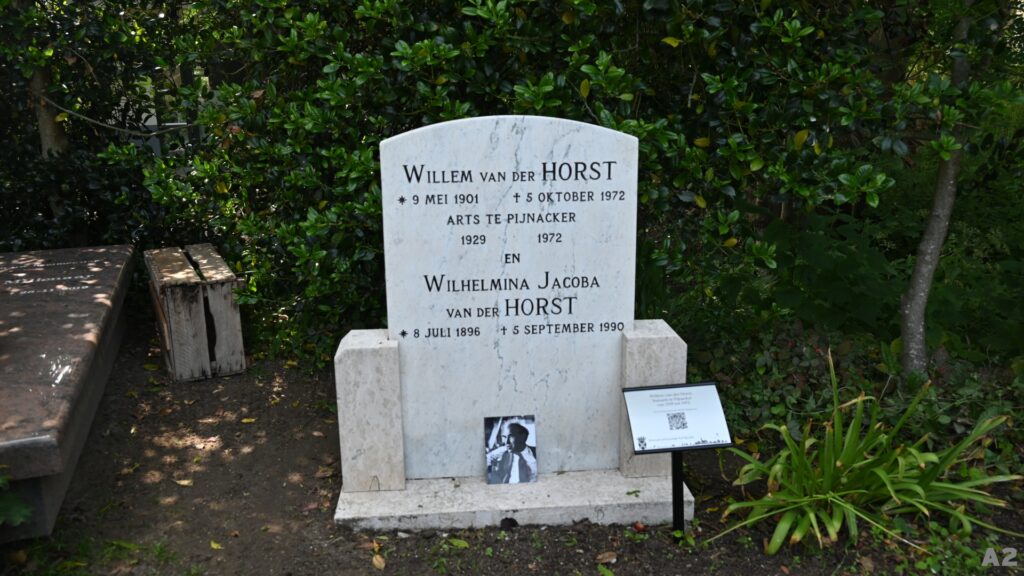 WILLEM VAN DER HORST
* 9 MEI 1901 † 5 OKTOBER 1972
ARTS TE PIJNACKER
1929 1972
EN
WILHELMINA JACOBA
VAN DER HORST
* 8 JULI 1896 † 5 SEPTEMBER 1990
A2